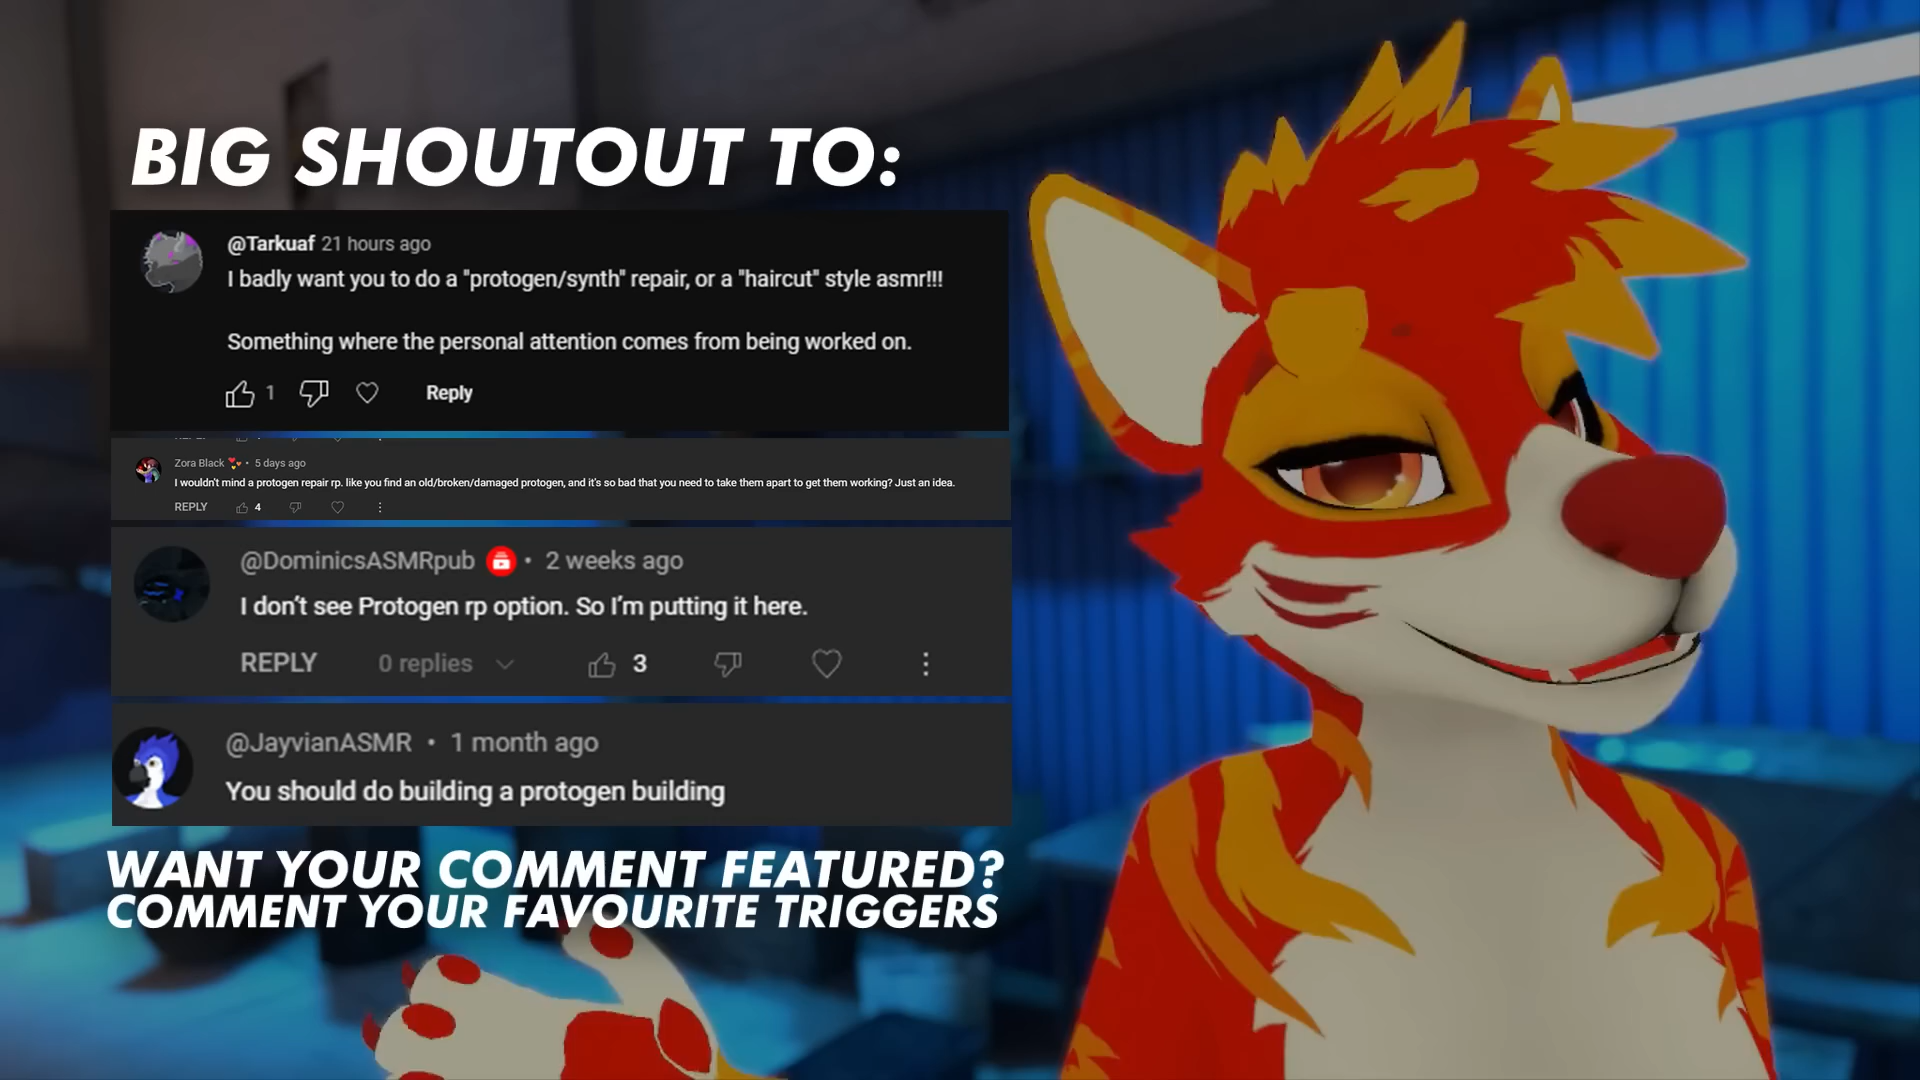 BIG SHOUTOUT TO:
@Tarkuaf 21 hours ago
I badly want you to do a "protogen/synth" repair, or a "haircut" style asmr!!!
Something where the personal attention comes from being worked on.
1 Reply
Zora Black • 5 days ago
I wouldn't mind a protogen repair rp. like you find an old/broken/damaged protogen, and it's so bad that you need to take them apart to get them working? Just an idea.
REPLY 4
@DominicsASMRpub • 2 weeks ago
I don’t see Protogen rp option. So I’m putting it here.
REPLY 0 replies 3
@JayvianASMR • 1 month ago
You should do building a protogen building
WANT YOUR COMMENT FEATURED?
COMMENT YOUR FAVOURITE TRIGGERS